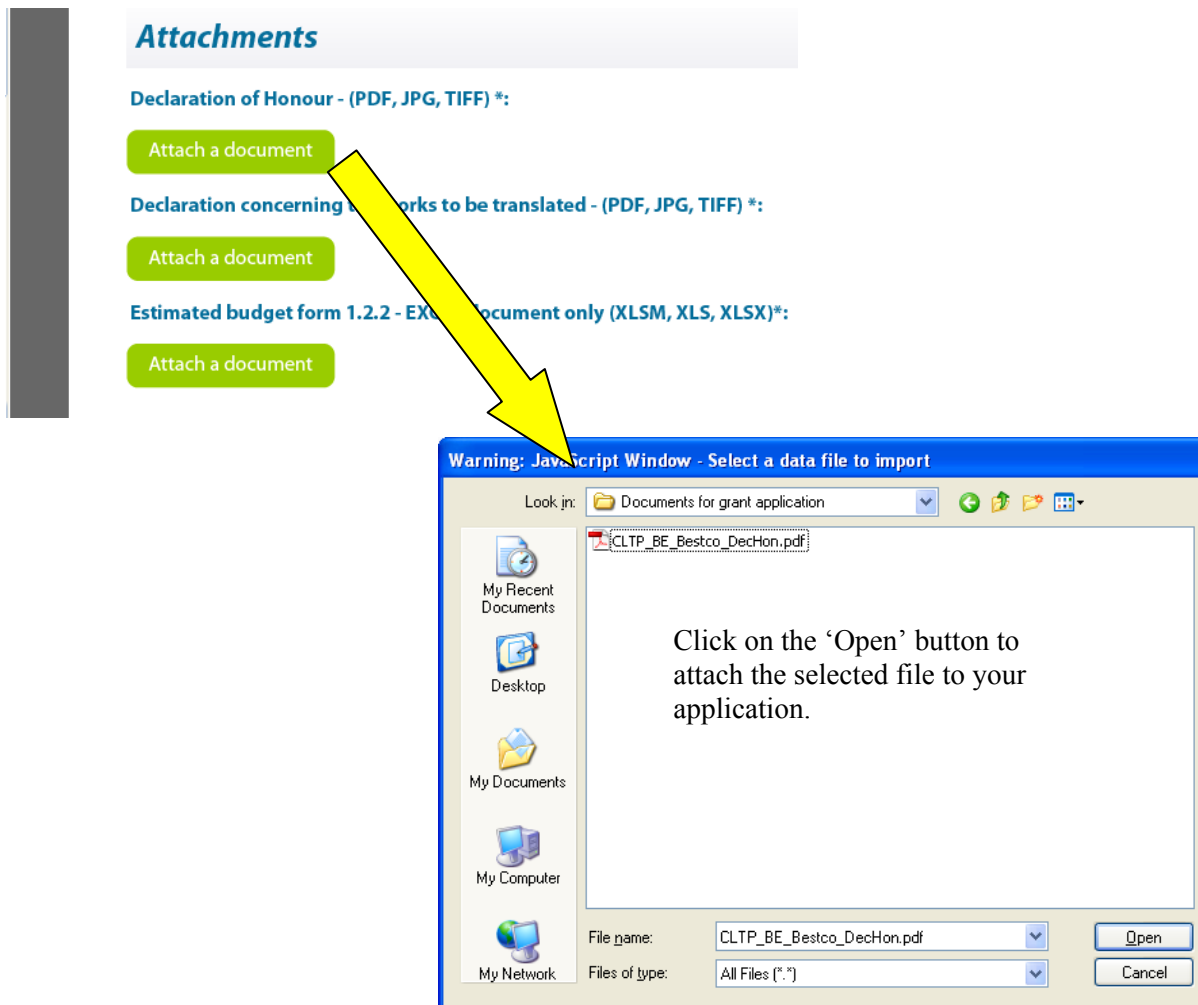 Attachments
Declaration of Honour - (PDF, JPG, TIFF) *:
Attach a document
Declaration concerning orks to be translated - (PDF, JPG, TIFF) *:
Attach a document
Estimated budget form 1.2.2 - EX ocument only (XLSM, XLS, XLSX)*:
Attach a document
Warning: JavaScript Window - Select a data file to import
Look in: Documents for grant application
CLTP_BE_Bestco_DecHon.pdf
My Recent
Documents
Click on the ‘Open’ button to
attach the selected file to your
application.
Desktop
My Documents
My Computer
My Network
File name: CLTP_BE_Bestco_DecHon.pdf Open
Files of type: All Files (*.*) Cancel